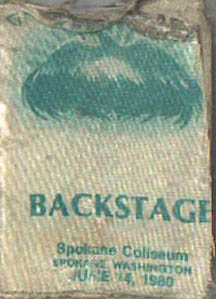 BACKSTAGE
Spokane Coliseum
SPOKANE, WASHINGTON
JUNE 14, 1980